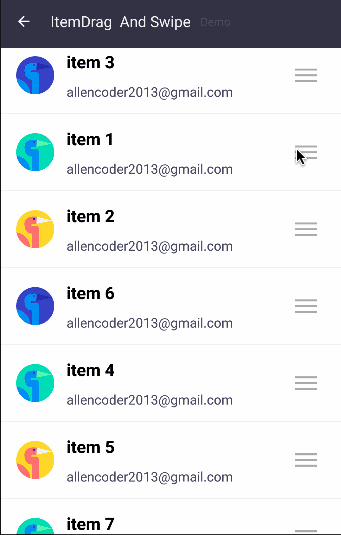 ItemDrag And Swipe Demo
item 3
allencoder2013@gmail.com
item 1
allencoder2013@gmail.com
item 2
allencoder2013@gmail.com
item 6
allencoder2013@gmail.com
item 4
allencoder2013@gmail.com
item 5
allencoder2013@gmail.com
item 7